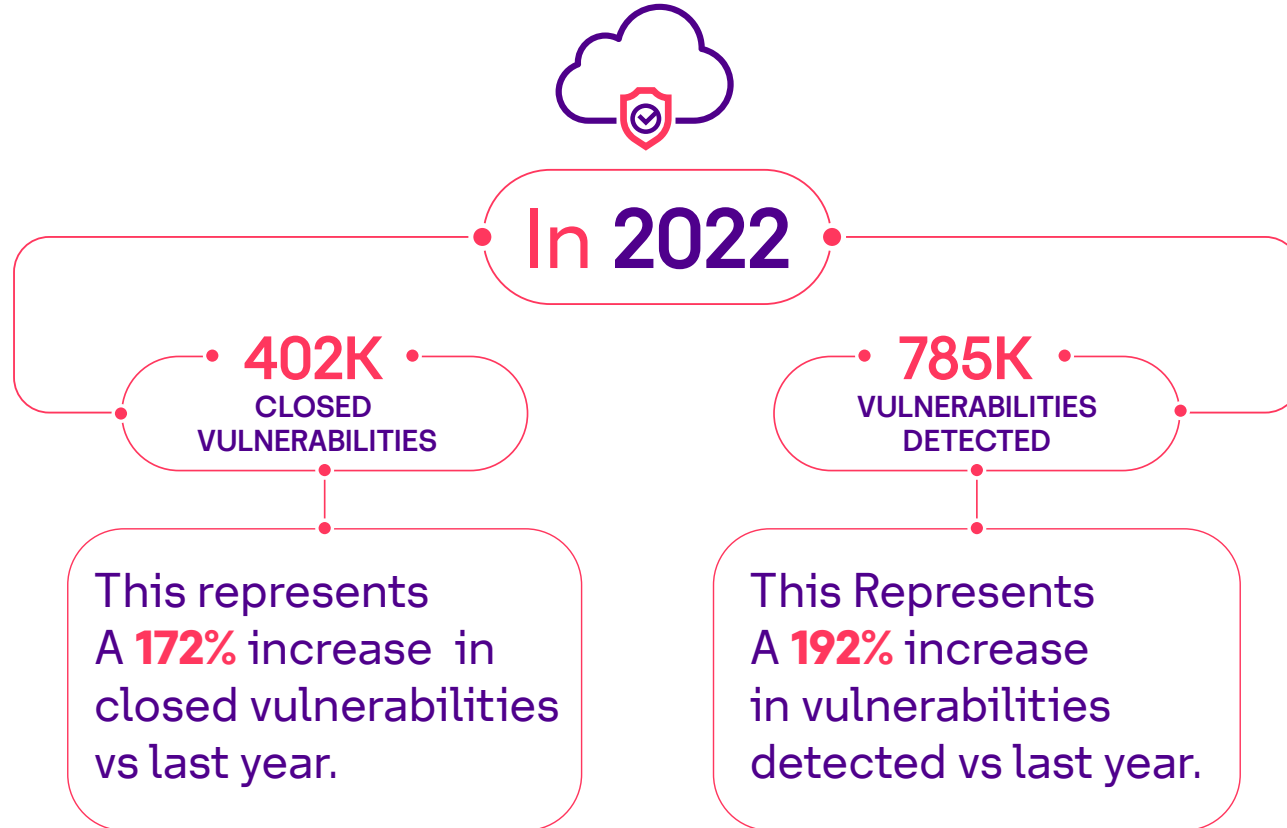 In 2022
402K
CLOSED
VULNERABILITIES
This represents
A 172% increase in
closed vulnerabilities
vs last year.
785K
VULNERABILITIES
DETECTED
This Represents
A 192% increase
in vulnerabilities
detected vs last year.